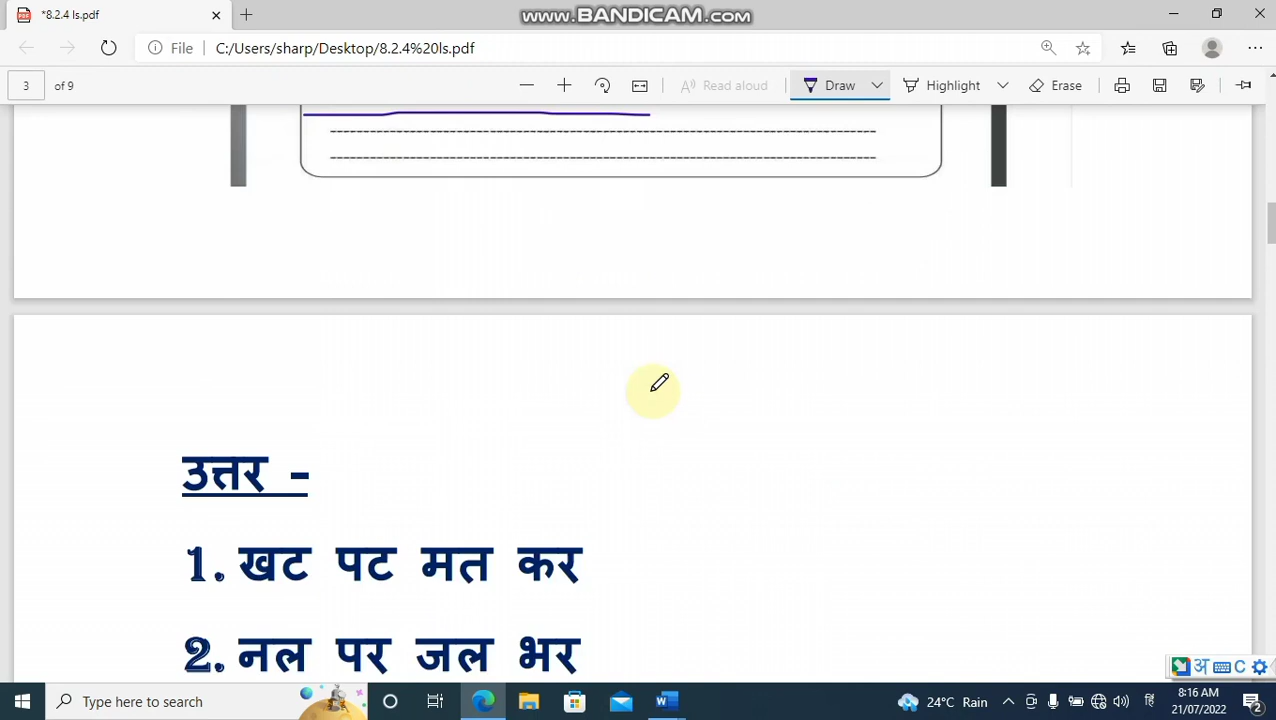 *8.2.4 ls.pdf
www.BANDICAM.com
File C:/Users/sharp/Desktop/8.2.4%20ls.pdf
3 of 9 Read aloud Draw Highlight Erase
उत्तर -
1. खट पट मत कर
2. नल पर जल भर
अ
Type here to search
24°C Rain
हिं
8:16 AM
21/07/2022
2